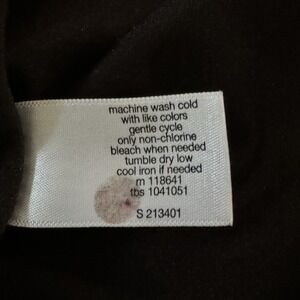 machine wash cold
with like colors
gentle cycle
only non-chlorine
bleach when needed
tumble dry low
cool iron if needed
rn 118641
tbs 1041051
S 213401